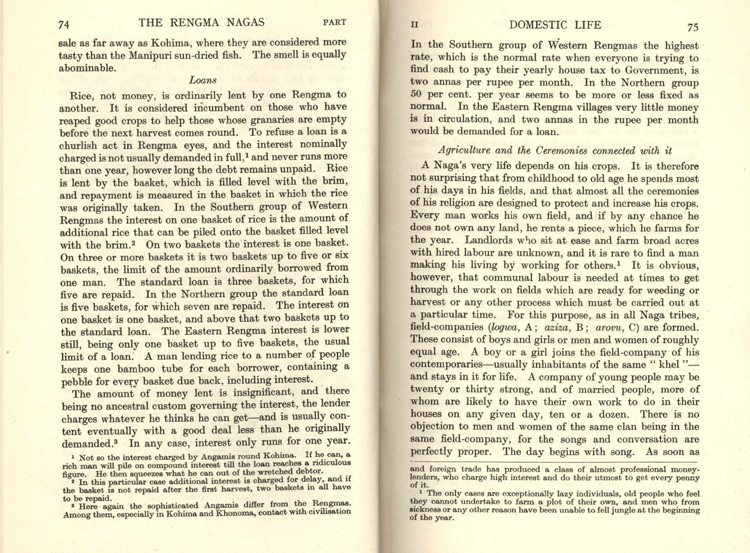 74 THE RENGMA NAGAS PART
sale as far away as Kohima, where they are considered more
tasty than the Manipuri sun-dried fish. The smell is equally
abominable.
Loans
Rice, not money, is ordinarily lent by one Rengma to
another. It is considered incumbent on those who have
reaped good crops to help those whose granaries are empty
before the next harvest comes round. To refuse a loan is a
churlish act in Rengma eyes, and the interest nominally
charged is not usually demanded in full,¹ and never runs more
than one year, however long the debt remains unpaid. Rice
is lent by the basket, which is filled level with the brim,
and repayment is measured in the basket in which the rice
was originally taken. In the Southern group of Western
Rengmas the interest on one basket of rice is the amount of
additional rice that can be piled onto the basket filled level
with the brim.² On two baskets the interest is one basket.
On three or more baskets it is two baskets up to five or six
baskets, the limit of the amount ordinarily borrowed from
one man. The standard loan is three baskets, for which
five are repaid. In the Northern group the standard loan
is five baskets, for which seven are repaid. The interest on
one basket is one basket, and above that two baskets up to
the standard loan. The Eastern Rengma interest is lower
still, being only one basket up to five baskets, the usual
limit of a loan. A man lending rice to a number of people
keeps one bamboo tube for each borrower, containing a
pebble for every basket due back, including interest.
The amount of money lent is insignificant, and there
being no ancestral custom governing the interest, the lender
charges whatever he thinks he can get—and is usually con-
tent eventually with a good deal less than he originally
demanded.³ In any case, interest only runs for one year.
¹ Not so the interest charged by Angamis round Kohima. If he can, a
rich man will pile on compound interest till the loan reaches a ridiculous
figure. He then squeezes what he can out of the wretched debtor.
² In this particular case additional interest is charged for delay, and if
the basket is not repaid after the first harvest, two baskets in all have
to be repaid.
³ Here again the sophisticated Angamis differ from the Rengmas.
Among them, especially in Kohima and Khonoma, contact with civilisation
II DOMESTIC LIFE 75
In the Southern group of Western Rengmas the highest
rate, which is the normal rate when everyone is trying to
find cash to pay their yearly house tax to Government, is
two annas per rupee per month. In the Northern group
50 per cent. per year seems to be more or less fixed as
normal. In the Eastern Rengma villages very little money
is in circulation, and two annas in the rupee per month
would be demanded for a loan.
Agriculture and the Ceremonies connected with it
A Naga's very life depends on his crops. It is therefore
not surprising that from childhood to old age he spends most
of his days in his fields, and that almost all the ceremonies
of his religion are designed to protect and increase his crops.
Every man works his own field, and if by any chance he
does not own any land, he rents a piece, which he farms for
the year. Landlords who sit at ease and farm broad acres
with hired labour are unknown, and it is rare to find a man
making his living by working for others.¹ It is obvious,
however, that communal labour is needed at times to get
through the work on fields which are ready for weeding or
harvest or any other process which must be carried out at
a particular time. For this purpose, as in all Naga tribes,
field-companies (logwa, A; aziza, B; arovu, C) are formed.
These consist of boys and girls or men and women of roughly
equal age. A boy or a girl joins the field-company of his
contemporaries—usually inhabitants of the same “ khel ”—
and stays in it for life. A company of young people may be
twenty or thirty strong, and of married people, more of
whom are likely to have their own work to do in their
houses on any given day, ten or a dozen. There is no
objection to men and women of the same clan being in the
same field-company, for the songs and conversation are
perfectly proper. The day begins with song. As soon as
and foreign trade has produced a class of almost professional money-
lenders, who charge high interest and do their utmost to get every penny
of it.
¹ The only cases are exceptionally lazy individuals, old people who feel
they cannot undertake to farm a plot of their own, and men who from
sickness or any other reason have been unable to fell jungle at the beginning
of the year.